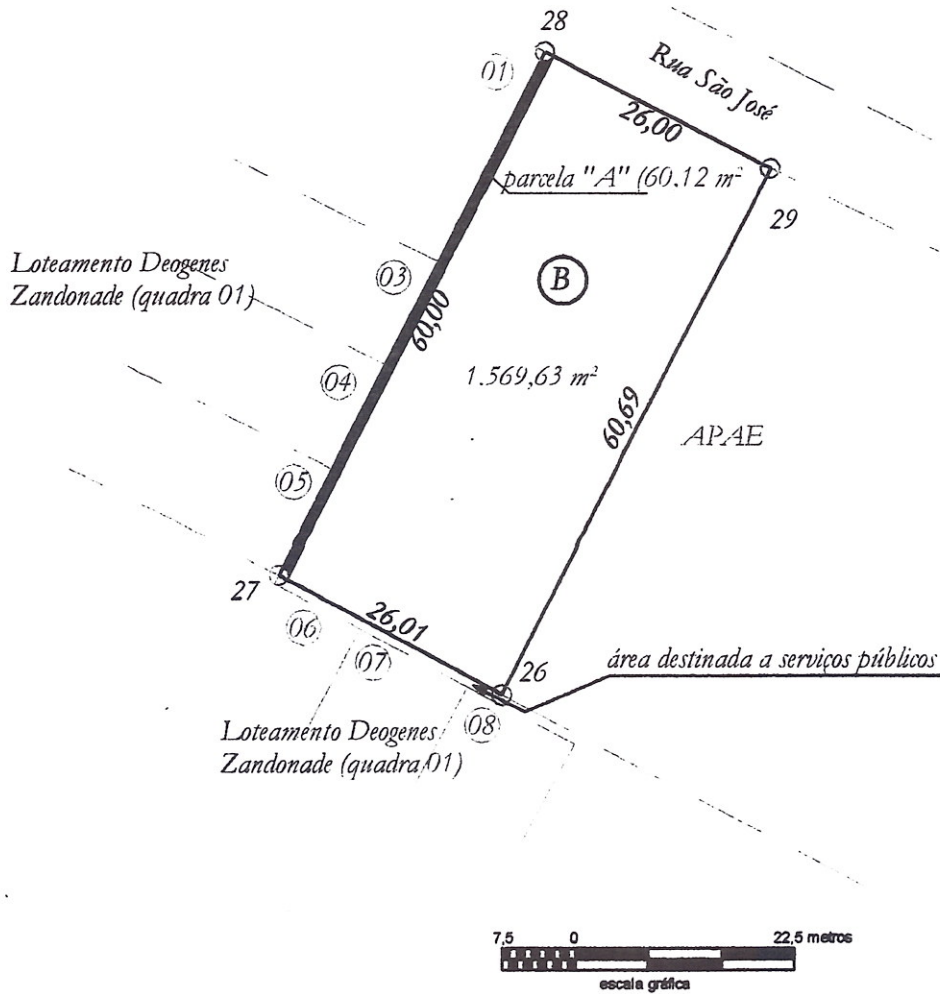 28
01
Rua São José
26,00
parcela "A" (60.12 m²
29
Loteamento Deogenes
Zandonade (quadra 01)
03
B
60,00
04
1.569,63 m²
60,69
APAE
05
27
06
26,01
07
26
área destinada a serviços públicos
08
Loteamento Deogenes
Zandonade (quadra 01)
7,5 0 22,5 metros
escala gráfica